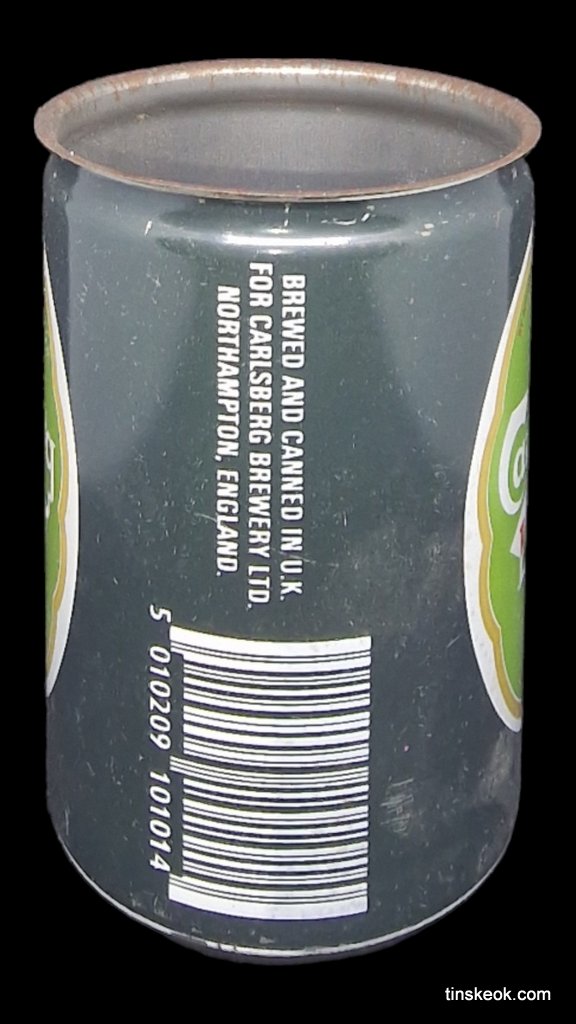 BREWED AND CANNED IN U.K.
FOR CARLSBERG BREWERY LTD.
NORTHAMPTON, ENGLAND.
5 010209 101014
tinskeok.com